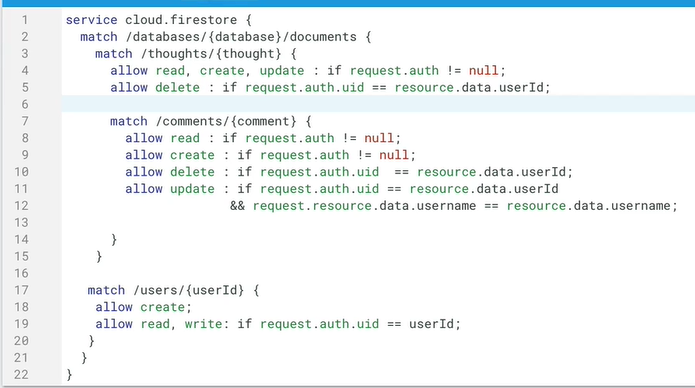 1 service cloud.firestore {
2 match /databases/{database}/documents {
3 match /thoughts/{thought} {
4 allow read, create, update : if request.auth != null;
5 allow delete : if request.auth.uid == resource.data.userId;
6
7 match /comments/{comment} {
8 allow read : if request.auth != null;
9 allow create : if request.auth != null;
10 allow delete : if request.auth.uid  == resource.data.userId;
11 allow update : if request.auth.uid == resource.data.userId
12 && request.resource.data.username == resource.data.username;
13
14 }
15 }
16
17 match /users/{userId} {
18 allow create;
19 allow read, write: if request.auth.uid == userId;
20 }
21 }
22 }